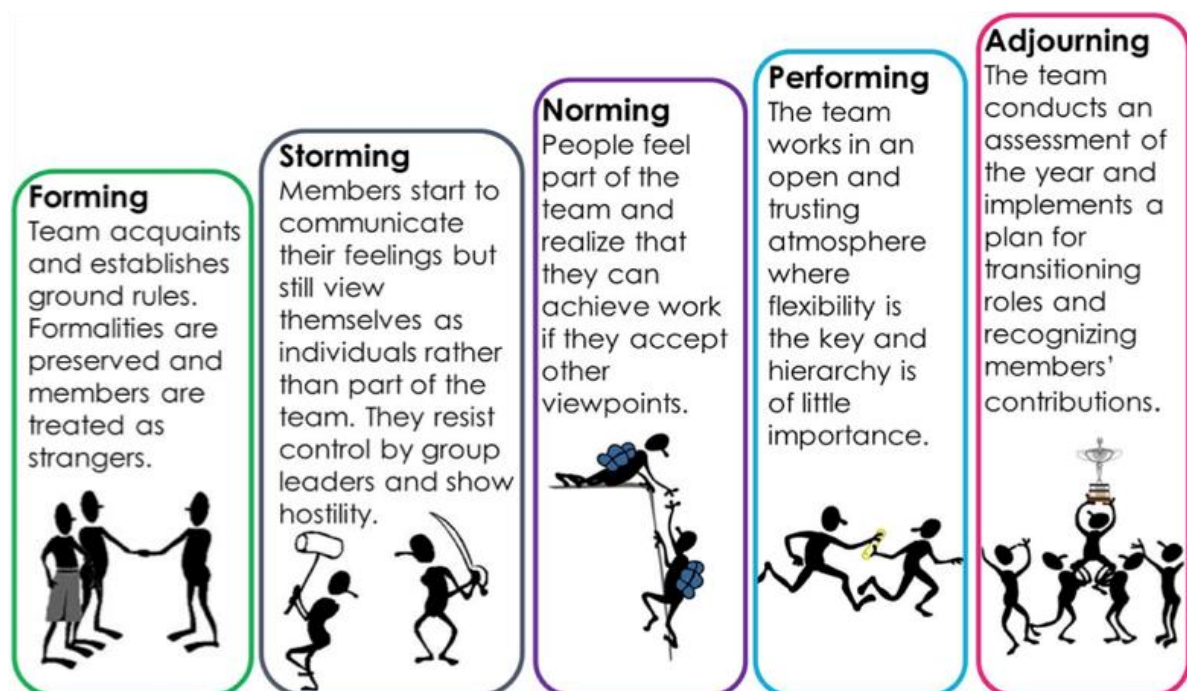 Forming
Team acquaints
and establishes
ground rules.
Formalities are
preserved and
members are
treated as
strangers.
Storming
Members start to
communicate
their feelings but
still view
themselves as
individuals rather
than part of the
team. They resist
control by group
leaders and show
hostility.
Norming
People feel
part of the
team and
realize that
they can
achieve work
if they accept
other
viewpoints.
Performing
The team
works in an
open and
trusting
atmosphere
where
flexibility is
the key and
hierarchy is
of little
importance.
Adjourning
The team
conducts an
assessment of
the year and
implements a
plan for
transitioning
roles and
recognizing
members’
contributions.